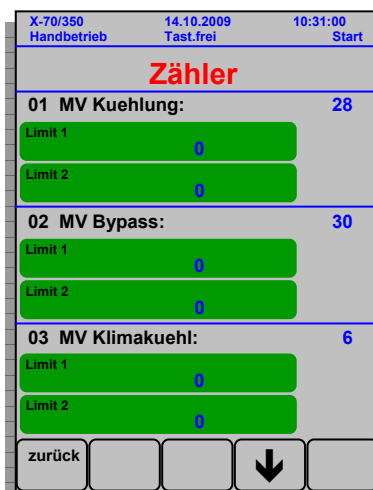 X-70/350 14.10.2009 10:31:00
Handbetrieb Tast.frei Start
Zähler
01 MV Kuehlung: 28
Limit 1
0
Limit 2
0
02 MV Bypass: 30
Limit 1
0
Limit 2
0
03 MV Klimakuehl: 6
Limit 1
0
Limit 2
0
zurück